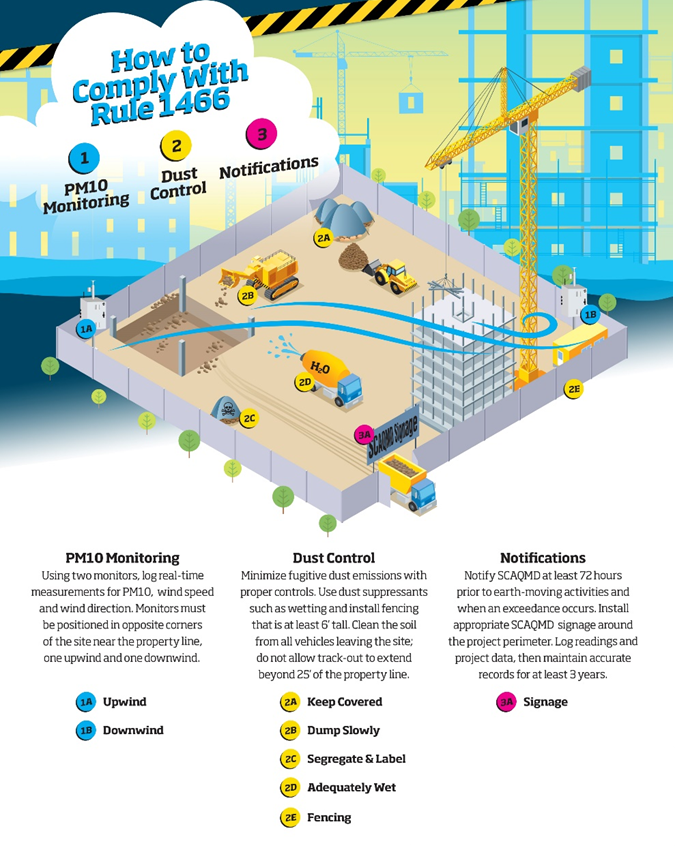 How to
Comply With
Rule 1466
1
PM10
Monitoring
2
Dust
Control
3
Notifications
2A
2B
1A
1B
H₂O
2D
2E
2C
3A
SCAQMD Signage
PM10 Monitoring
Using two monitors, log real-time
measurements for PM10, wind speed
and wind direction. Monitors must
be positioned in opposite corners
of the site near the property line,
one upwind and one downwind.
1A Upwind
1B Downwind
Dust Control
Minimize fugitive dust emissions with
proper controls. Use dust suppressants
such as wetting and install fencing
that is at least 6' tall. Clean the soil
from all vehicles leaving the site;
do not allow track-out to extend
beyond 25' of the property line.
2A Keep Covered
2B Dump Slowly
2C Segregate & Label
2D Adequately Wet
2E Fencing
Notifications
Notify SCAQMD at least 72 hours
prior to earth-moving activities and
when an exceedance occurs. Install
appropriate SCAQMD signage around
the project perimeter. Log readings and
project data, then maintain accurate
records for at least 3 years.
3A Signage